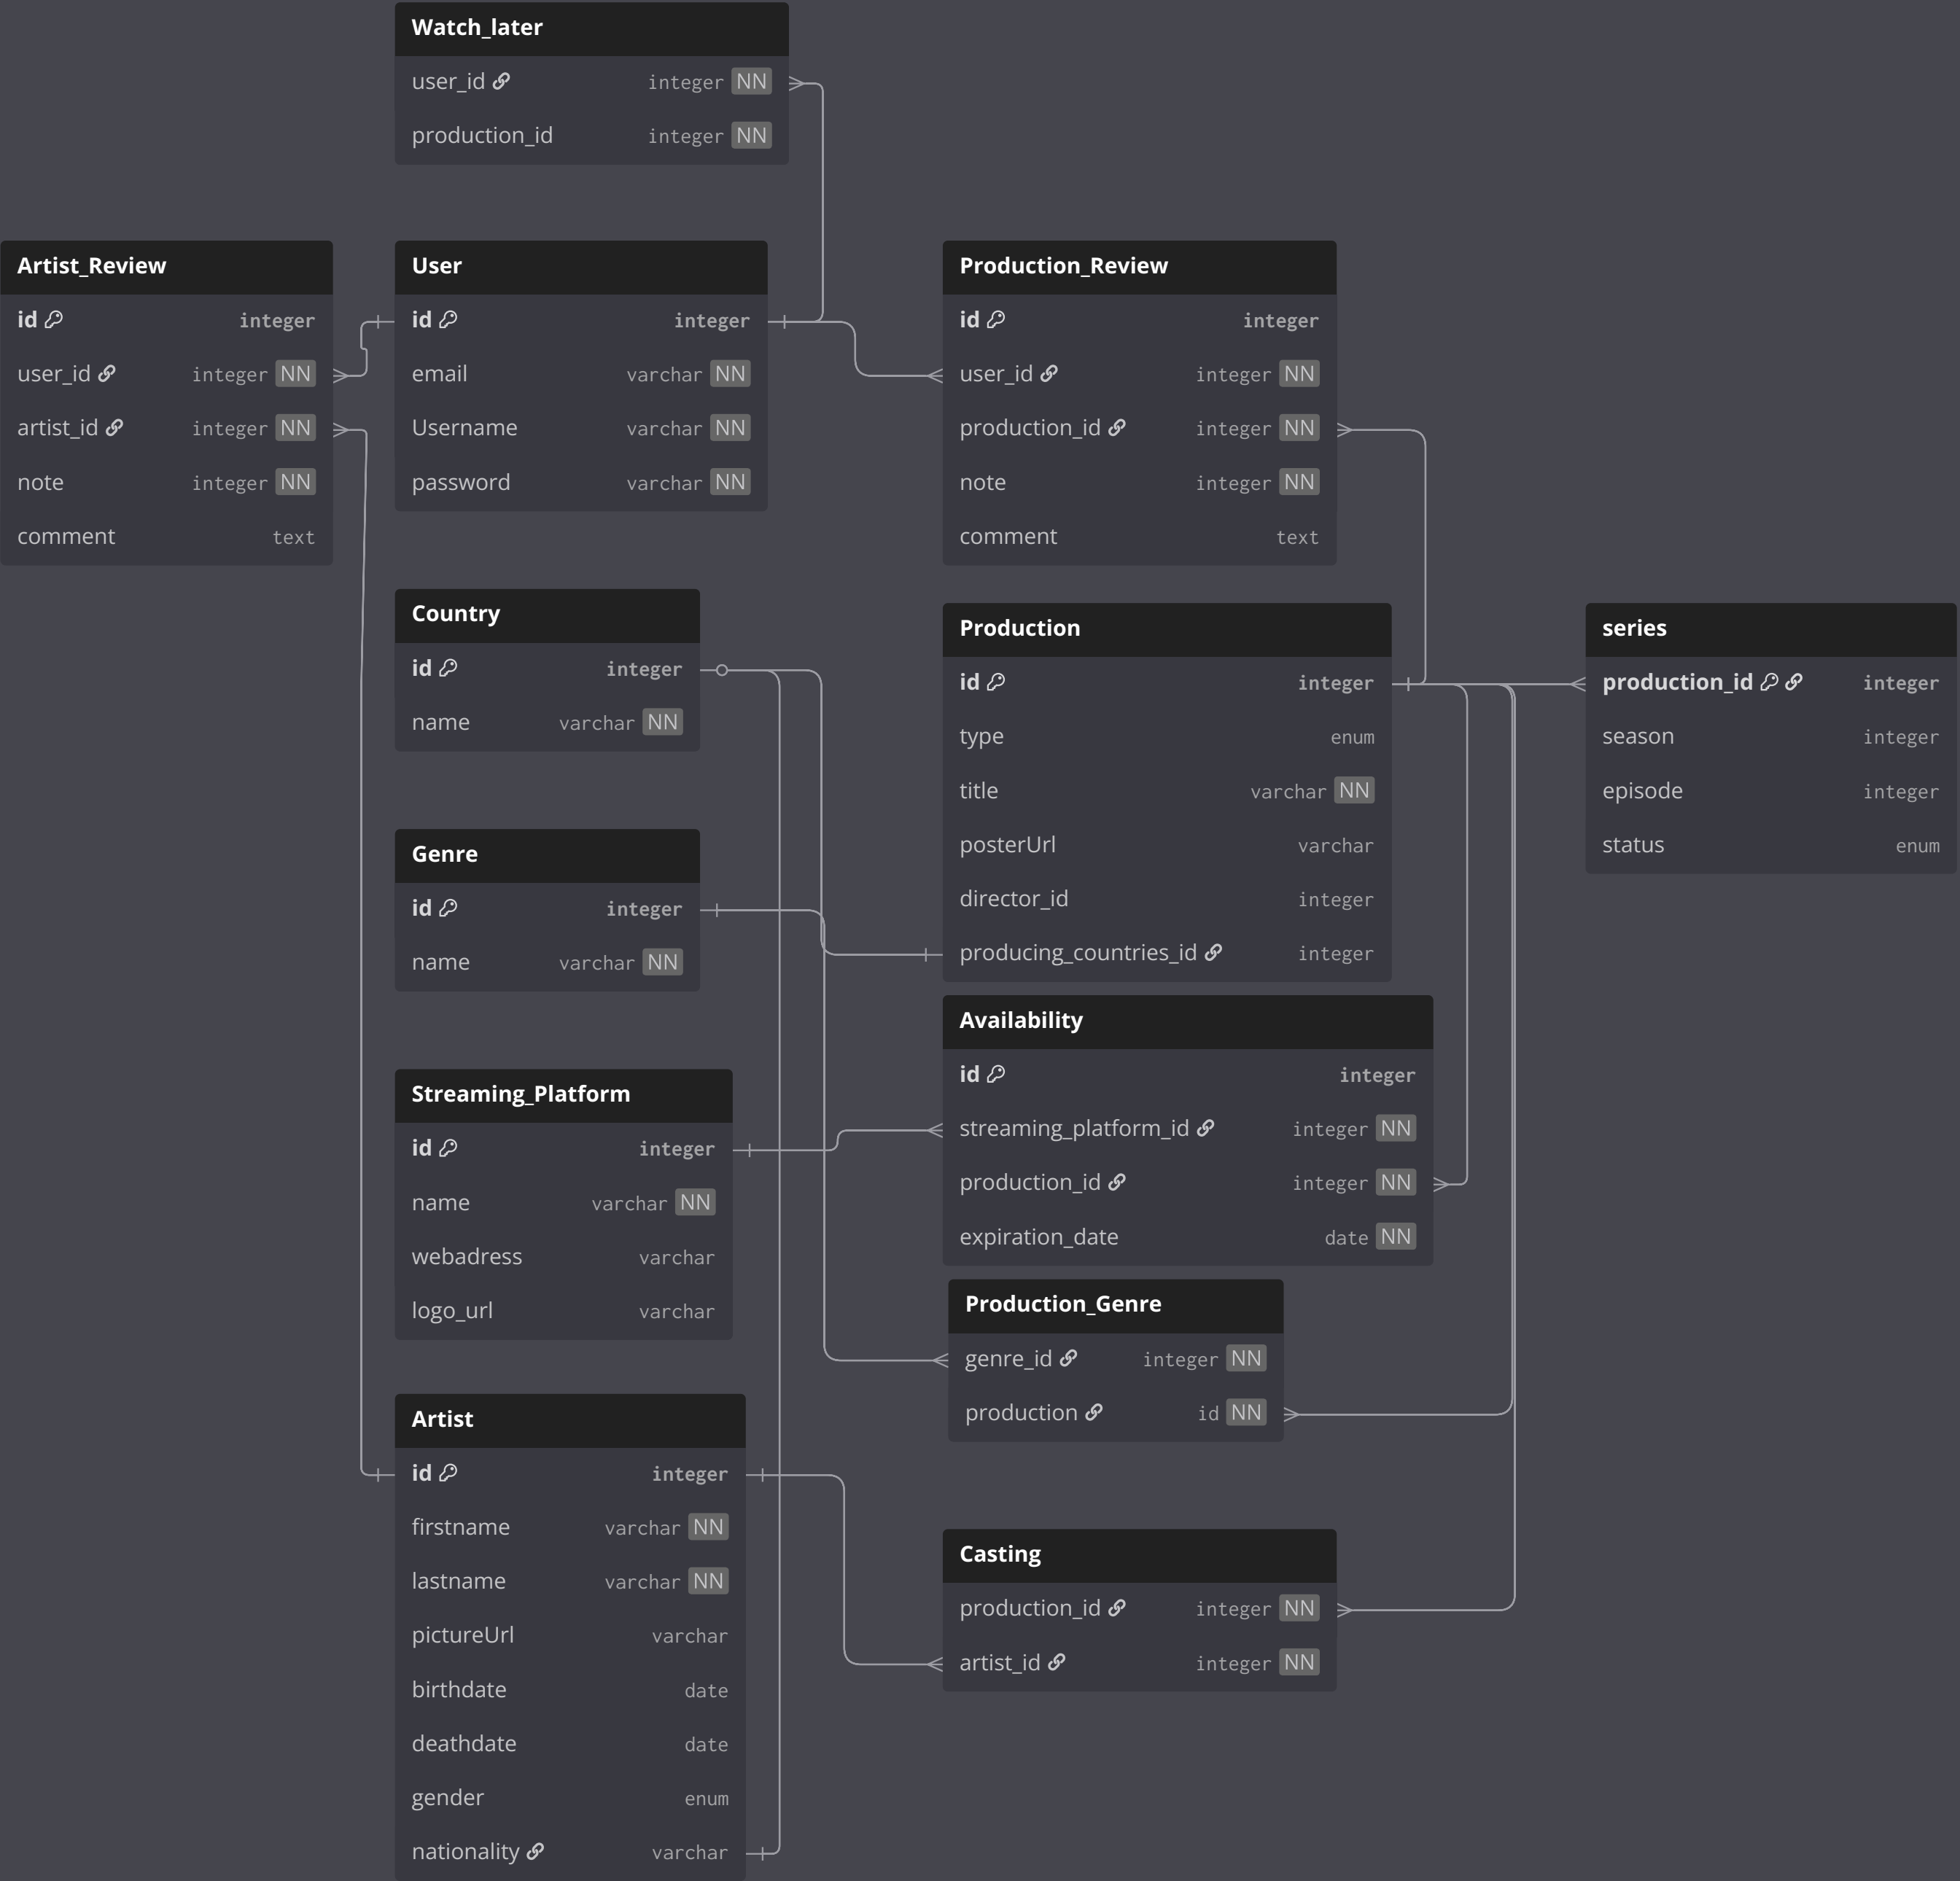 Watch_later
user_id integer NN
production_id integer NN
Artist_Review
id integer
user_id integer NN
artist_id integer NN
note integer NN
comment text
User
id integer
email varchar NN
Username varchar NN
password varchar NN
Production_Review
id integer
user_id integer NN
production_id integer NN
note integer NN
comment text
Country
id integer
name varchar NN
Production
id integer
type enum
title varchar NN
posterUrl varchar
director_id integer
producing_countries_id integer
series
production_id integer
season integer
episode integer
status enum
Genre
id integer
name varchar NN
Availability
id integer
streaming_platform_id integer NN
production_id integer NN
expiration_date date NN
Streaming_Platform
id integer
name varchar NN
webadress varchar
logo_url varchar
Production_Genre
genre_id integer NN
production id NN
Artist
id integer
firstname varchar NN
lastname varchar NN
pictureUrl varchar
birthdate date
deathdate date
gender enum
nationality varchar
Casting
production_id integer NN
artist_id integer NN